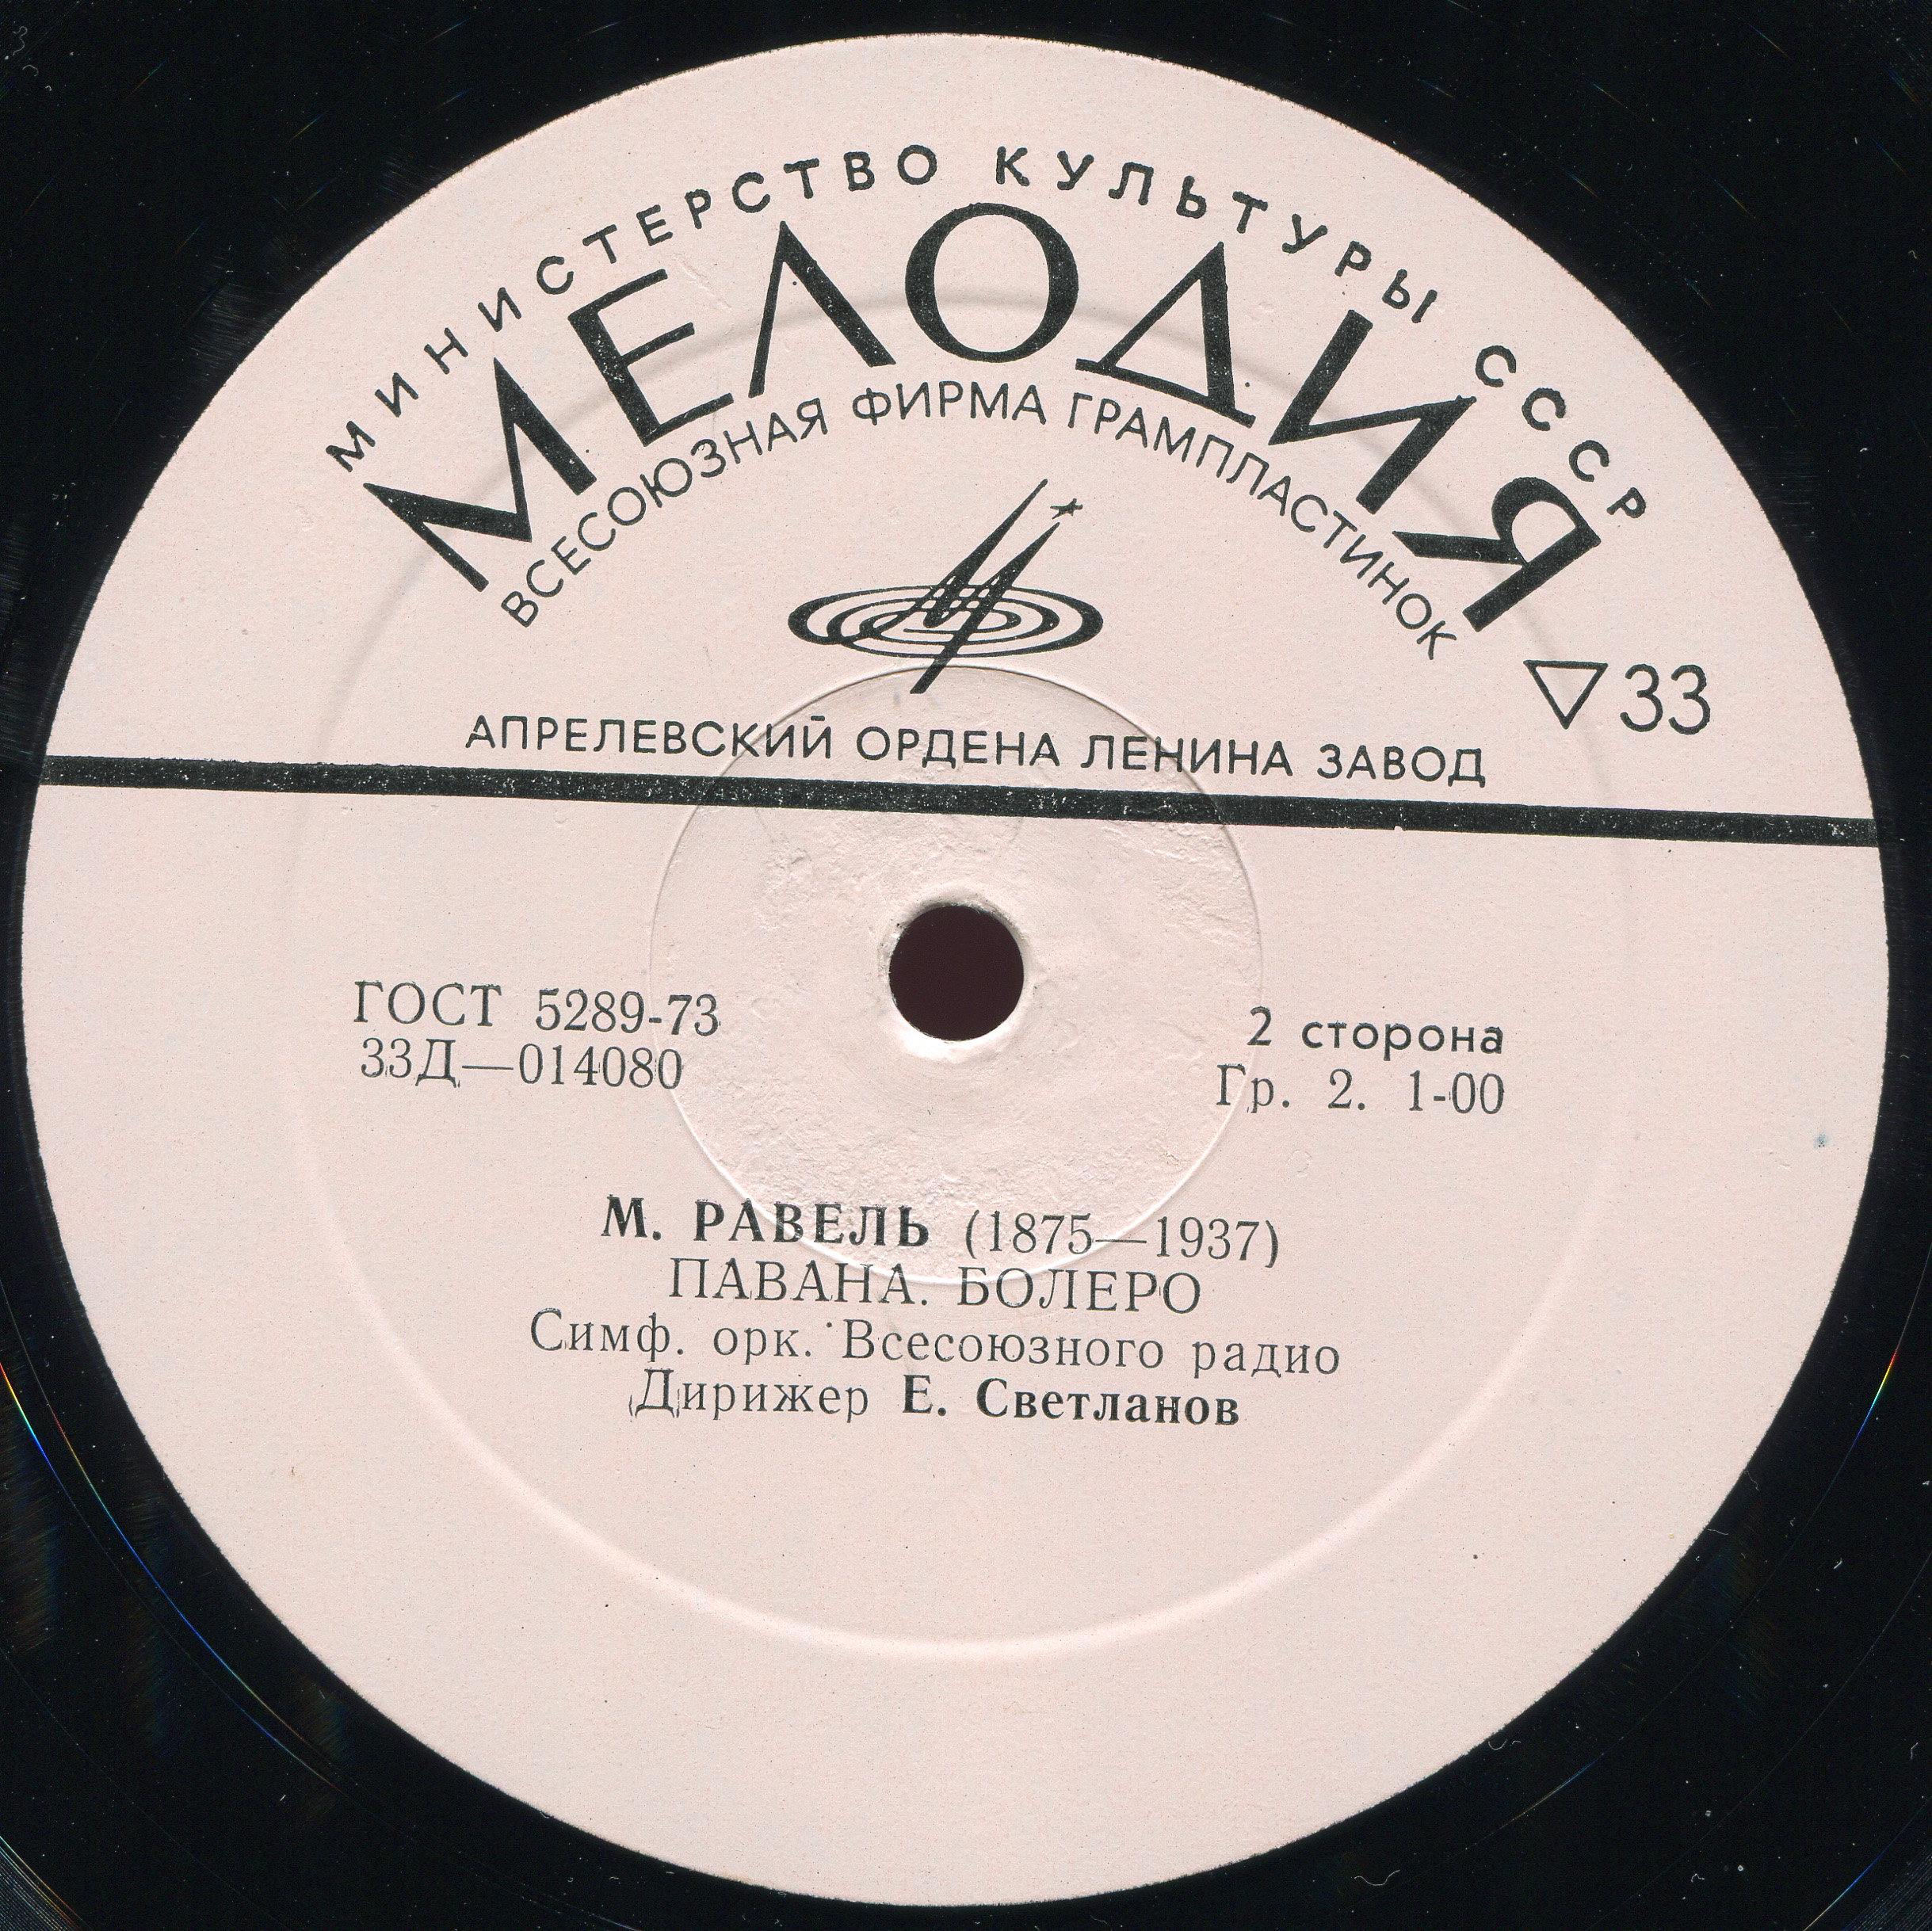 МИНИСТЕРСТВО КУЛЬТУРЫ СССР
МЕЛОДИЯ
ВСЕСОЮЗНАЯ ФИРМА ГРАМПЛАСТИНОК
▽33
АПРЕЛЕВСКИЙ ОРДЕНА ЛЕНИНА ЗАВОД
ГОСТ 5289-73
33Д—014080
2 сторона
Гр. 2. 1-00
М. РАВЕЛЬ (1875—1937)
ПАВАНА. БОЛЕРО
Симф. орк. Всесоюзного радио
Дирижер Е. Светланов